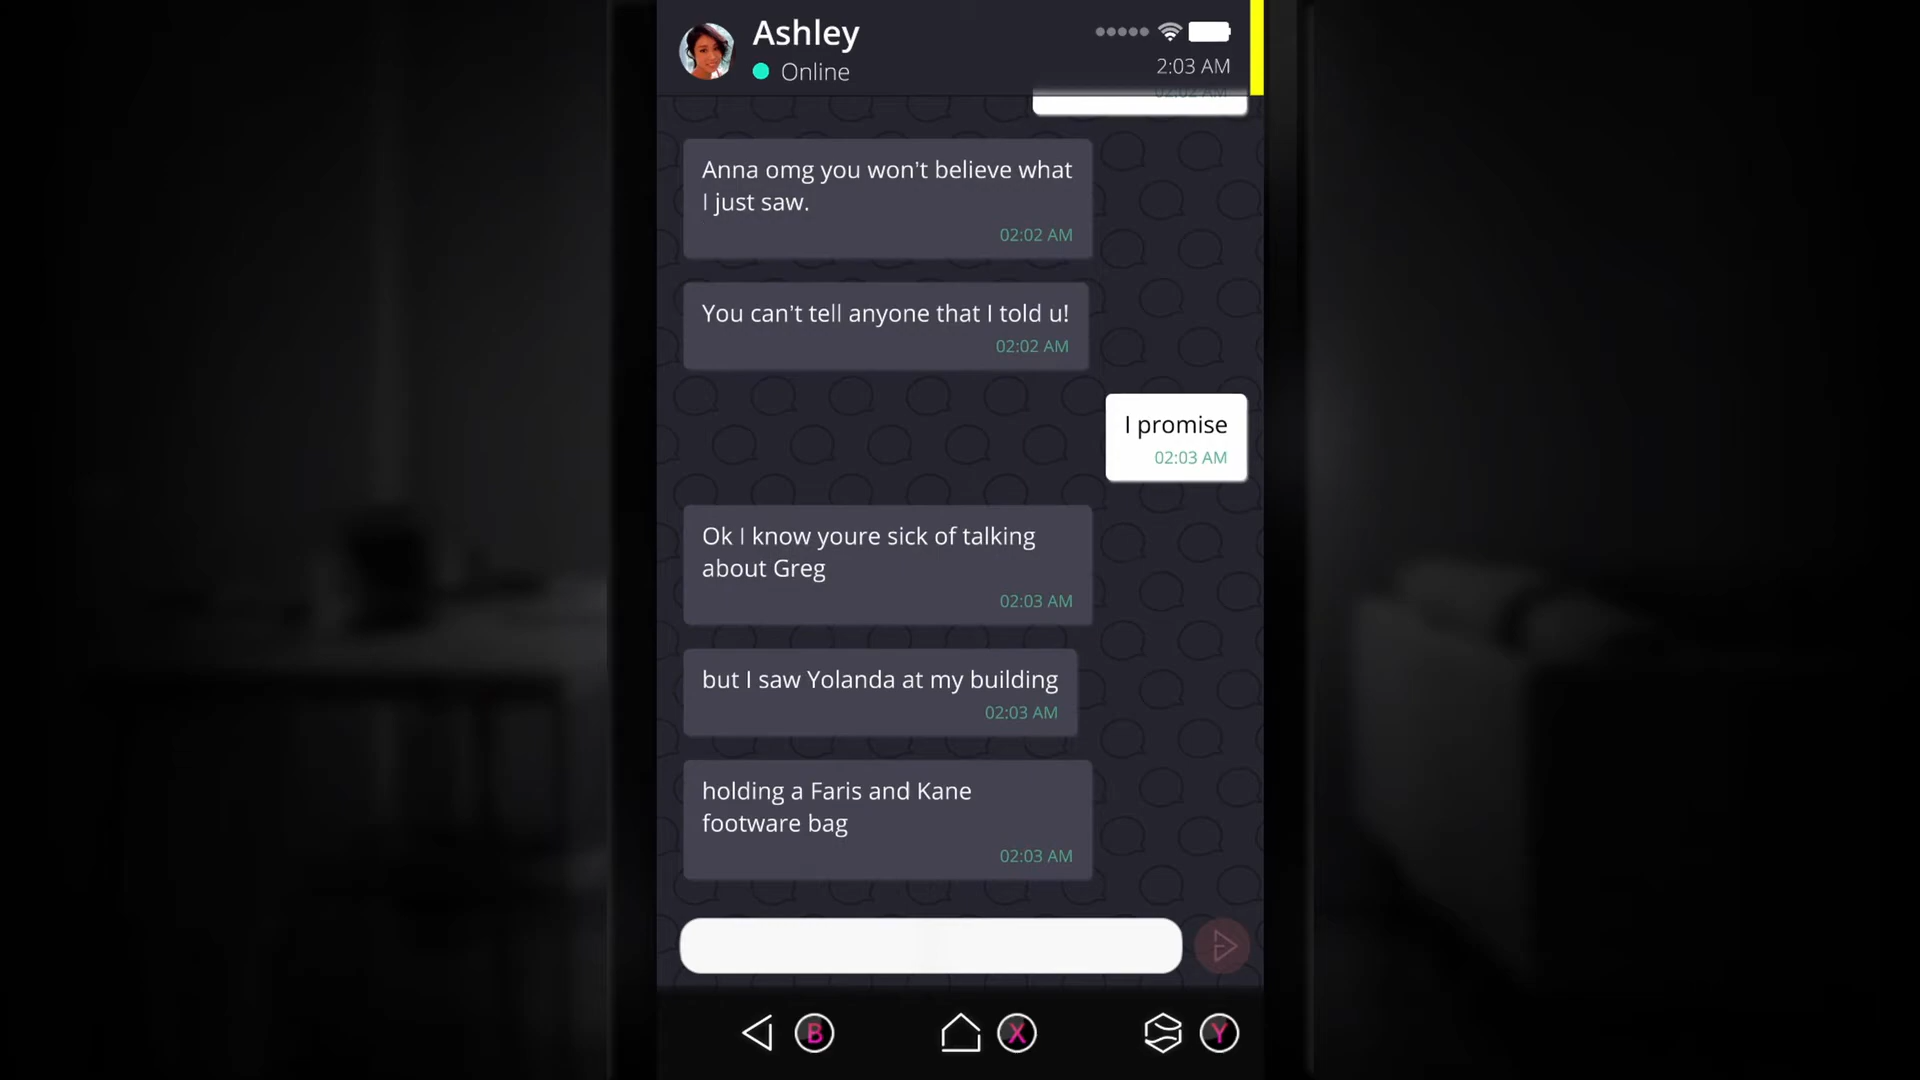 Ashley
Online
2:03 AM
02:02 AM
Anna omg you won't believe what
I just saw.
02:02 AM
You can't tell anyone that I told u!
02:02 AM
I promise
02:03 AM
Ok I know youre sick of talking
about Greg
02:03 AM
but I saw Yolanda at my building
02:03 AM
holding a Faris and Kane
footware bag
02:03 AM
B
X
Y